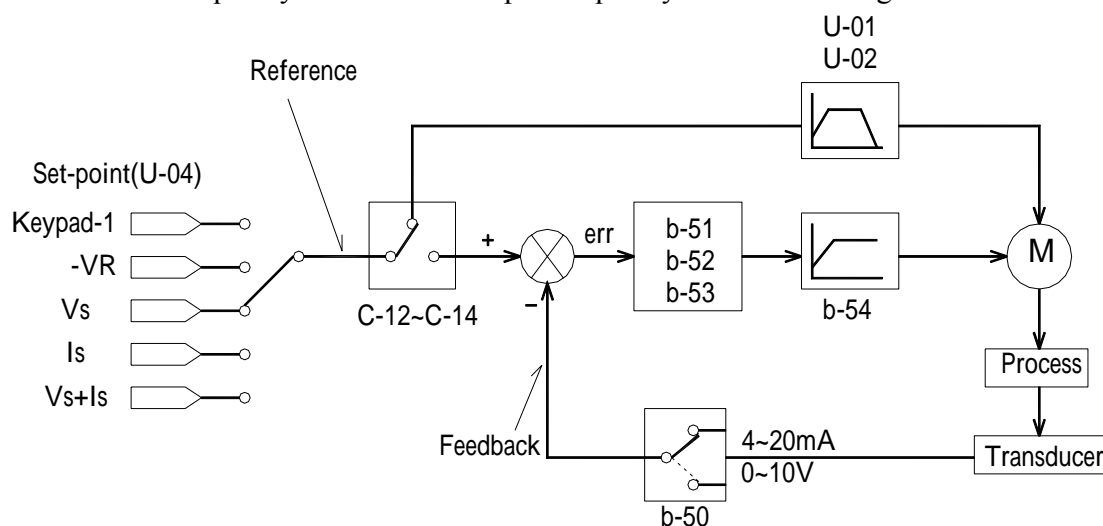 U-01
U-02
Reference
Set-point(U-04)
Keypad-1
-VR
Vs
Is
Vs+Is
C-12~C-14
+
−
err
b-51
b-52
b-53
b-54
M
Process
Transducer
Feedback
4~20mA
0~10V
b-50